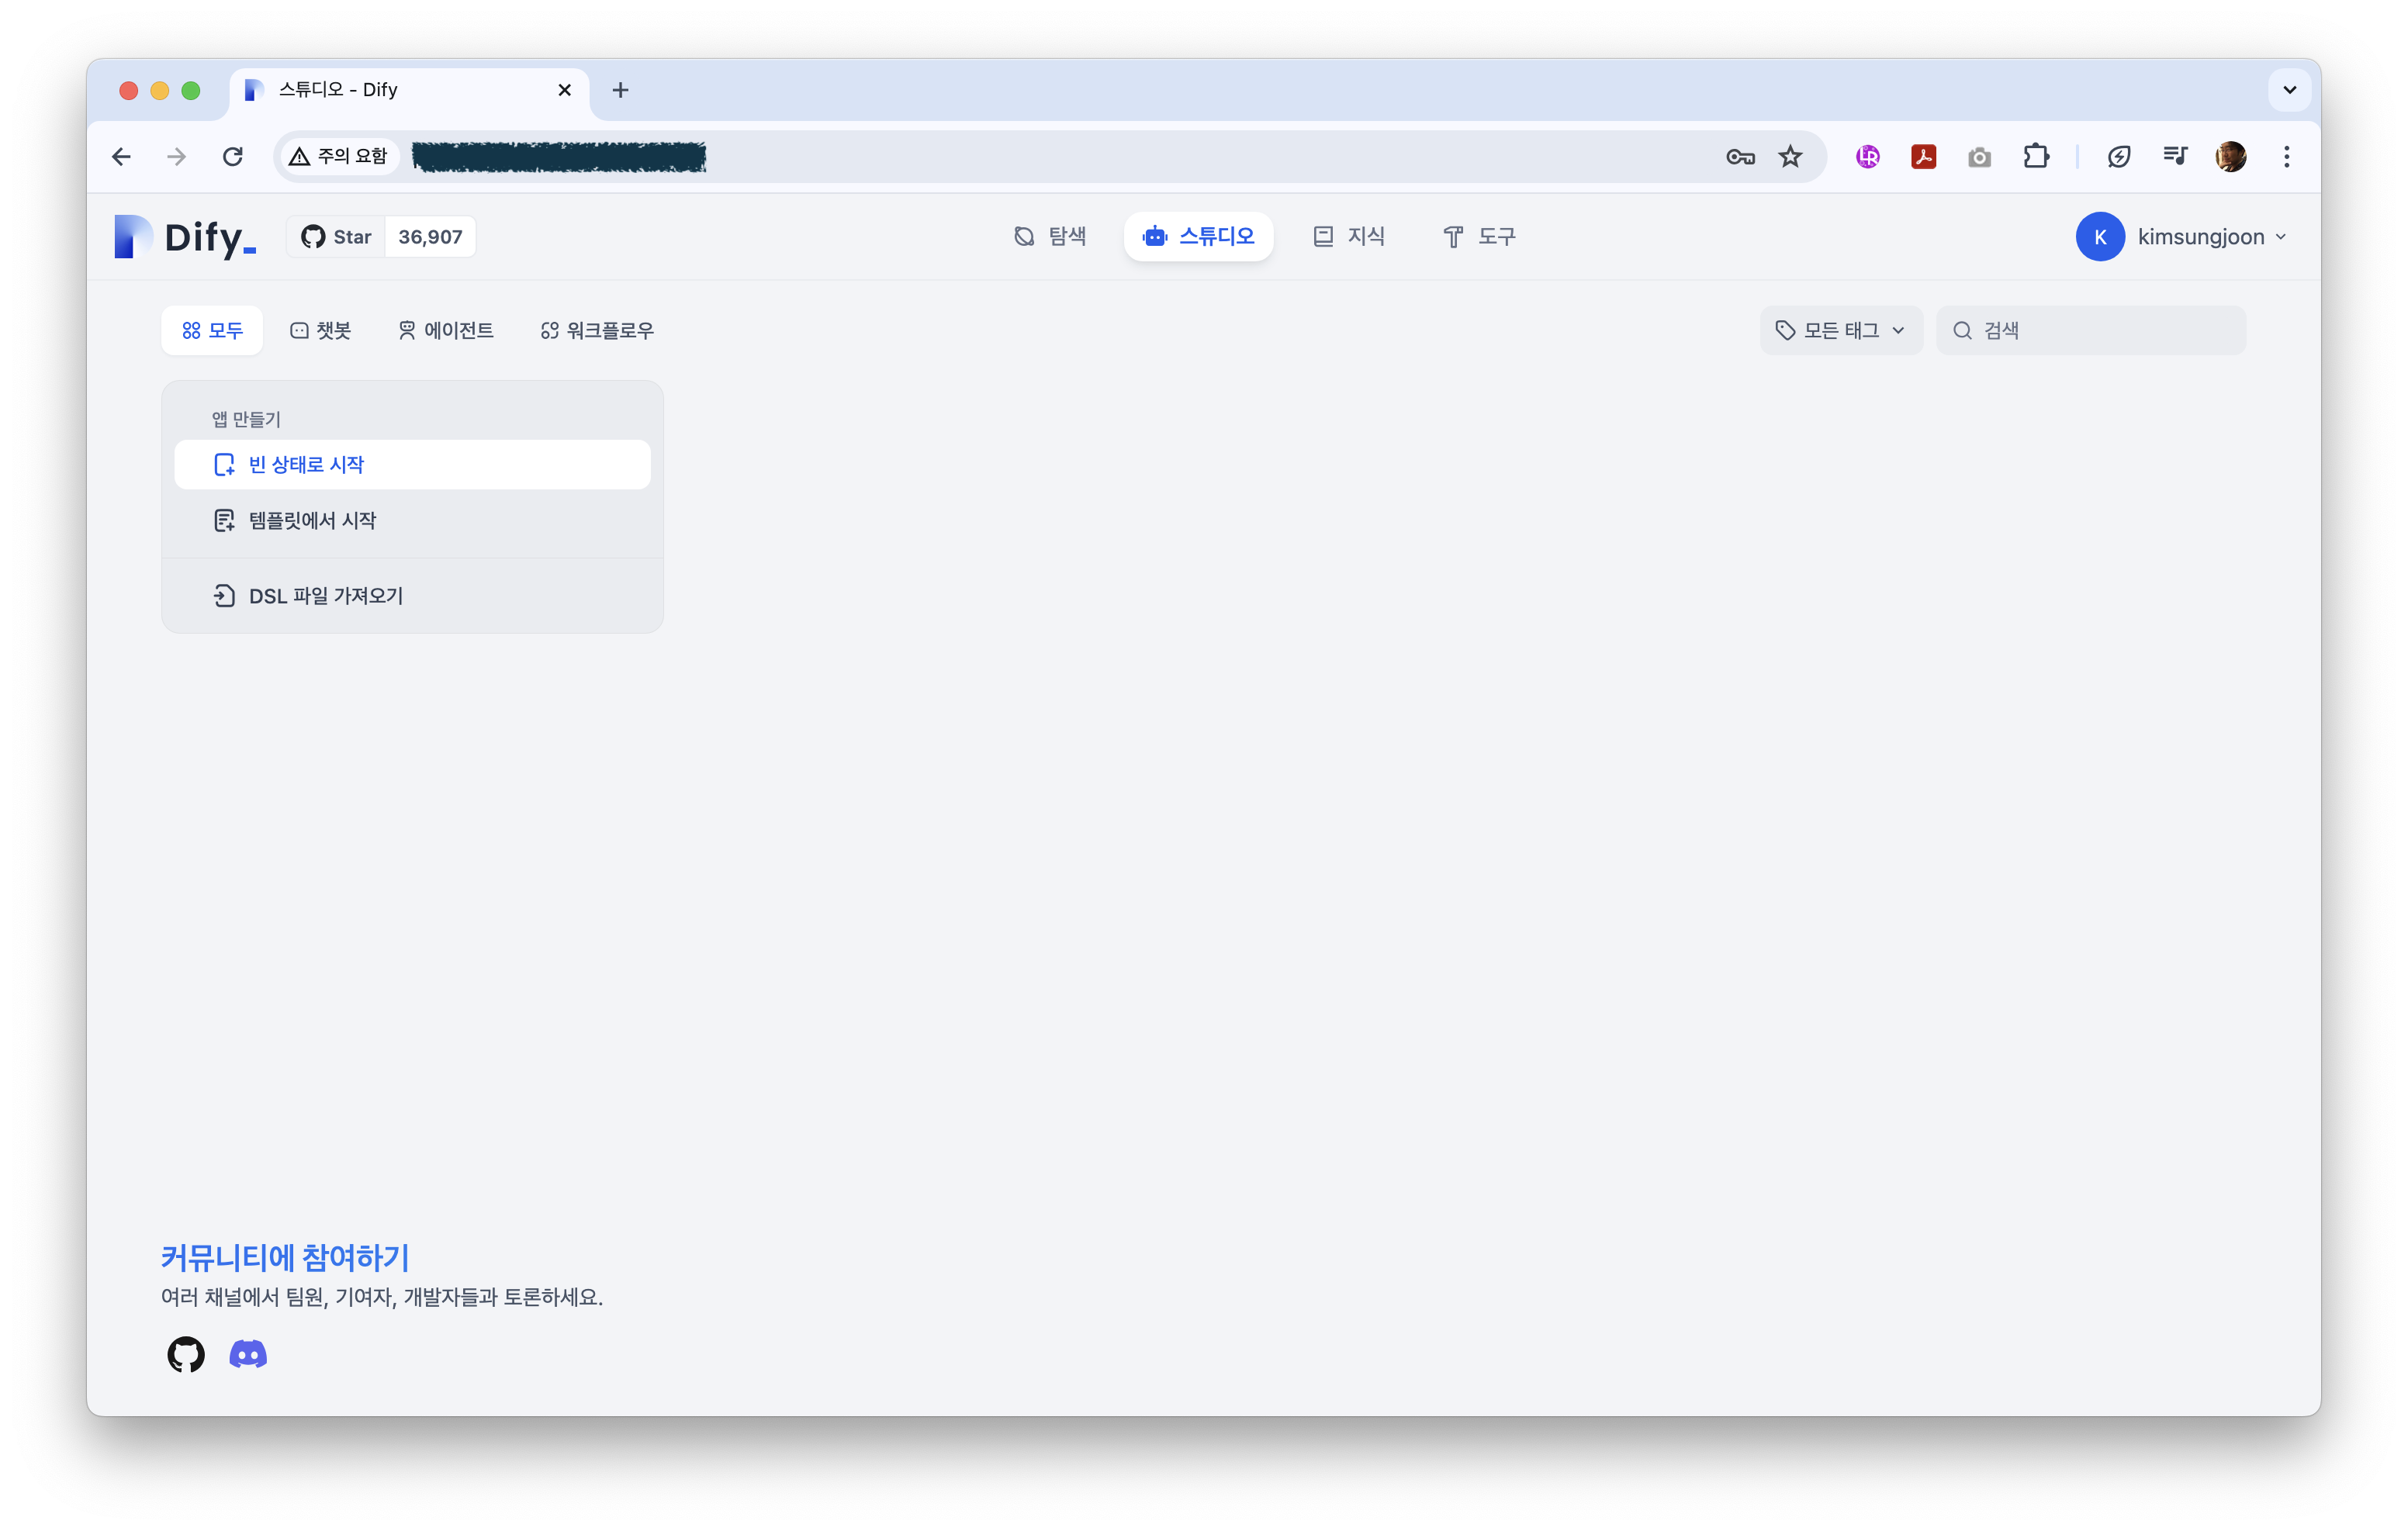 스튜디오 - Dify
주의 요함
Dify_
Star 36,907
탐색
스튜디오
지식
도구
K kimsungjoon
모두
챗봇
에이전트
워크플로우
모든 태그
검색
앱 만들기
빈 상태로 시작
템플릿에서 시작
DSL 파일 가져오기
커뮤니티에 참여하기
여러 채널에서 팀원, 기여자, 개발자들과 토론하세요.